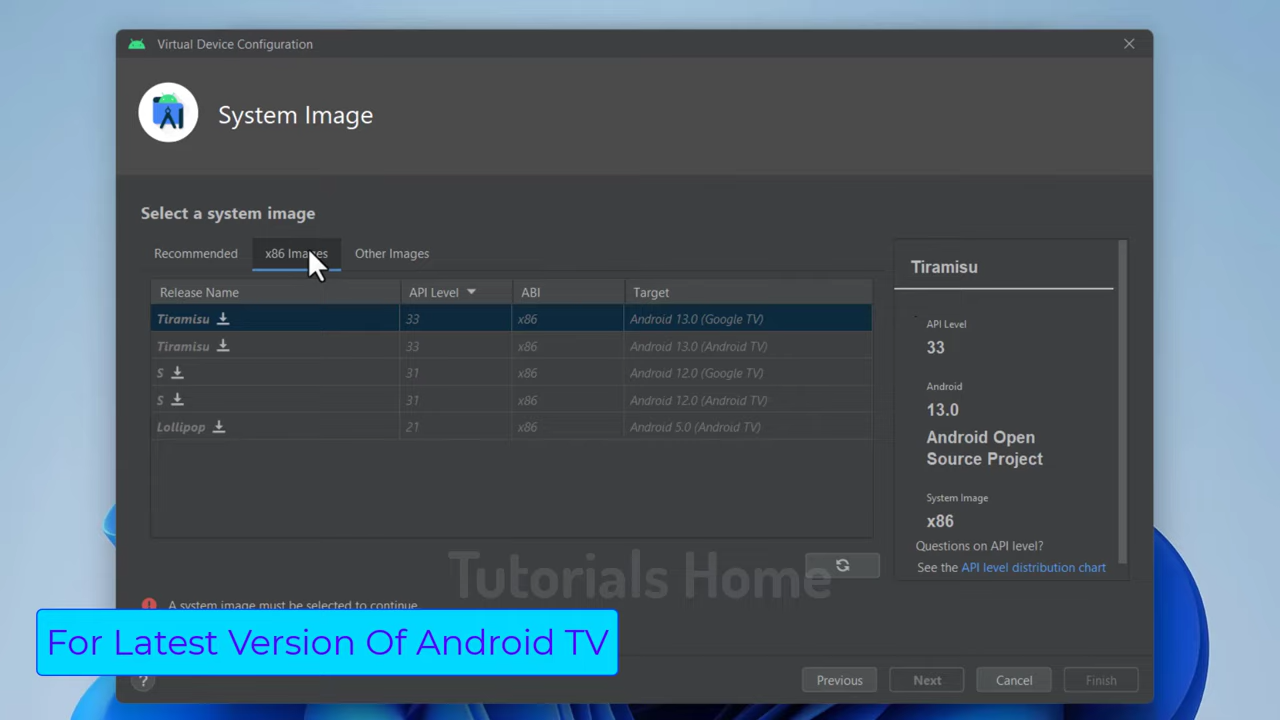 Virtual Device Configuration
System Image
Select a system image
Recommended x86 Images Other Images
Release Name API Level ABI Target
Tiramisu 33 x86 Android 13.0 (Google TV)
Tiramisu 33 x86 Android 13.0 (Android TV)
S 31 x86 Android 12.0 (Google TV)
S 31 x86 Android 12.0 (Android TV)
Lollipop 21 x86 Android 5.0 (Android TV)
Tiramisu
API Level
33
Android
13.0
Android Open
Source Project
System Image
x86
Questions on API level?
See the API level distribution chart
Tutorials Home
A system image must be selected to continue
For Latest Version Of Android TV
? Previous Next Cancel Finish